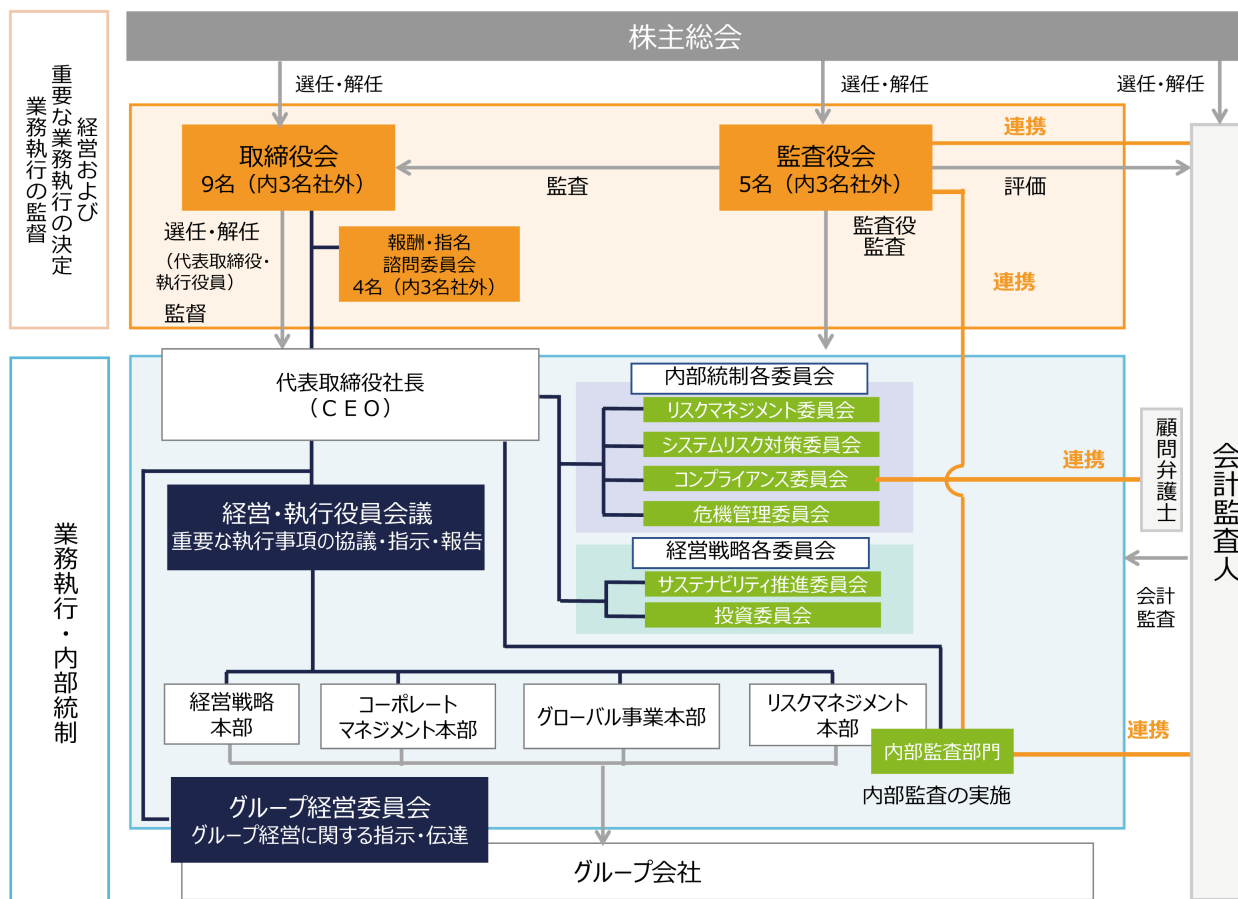 株主総会
経営および
重要な業務執行の決定
業務執行の監督
選任・解任
選任・解任
選任・解任
取締役会
9名（内3名社外）
監査
監査役会
5名（内3名社外）
連携
評価
選任・解任
（代表取締役・
執行役員）
監督
報酬・指名
諮問委員会
4名（内3名社外）
監査役
監査
連携
業務執行・内部統制
代表取締役社長
（ＣＥＯ）
内部統制各委員会
リスクマネジメント委員会
システムリスク対策委員会
コンプライアンス委員会
危機管理委員会
連携
顧問弁護士
会計監査人
経営・執行役員会議
重要な執行事項の協議・指示・報告
経営戦略各委員会
サステナビリティ推進委員会
投資委員会
会計
監査
経営戦略
本部
コーポレート
マネジメント本部
グローバル事業本部
リスクマネジメント
本部
内部監査部門
連携
内部監査の実施
グループ経営委員会
グループ経営に関する指示・伝達
グループ会社